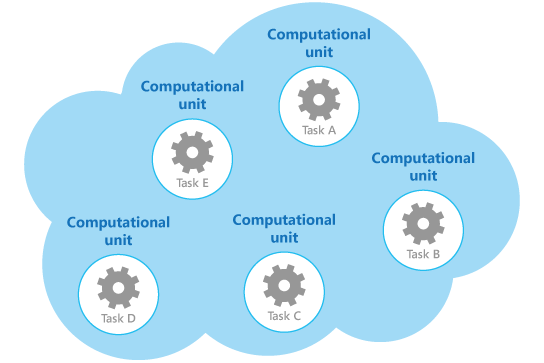 Computational
unit
Task A
Computational
unit
Task E
Computational
unit
Task B
Computational
unit
Task D
Computational
unit
Task C